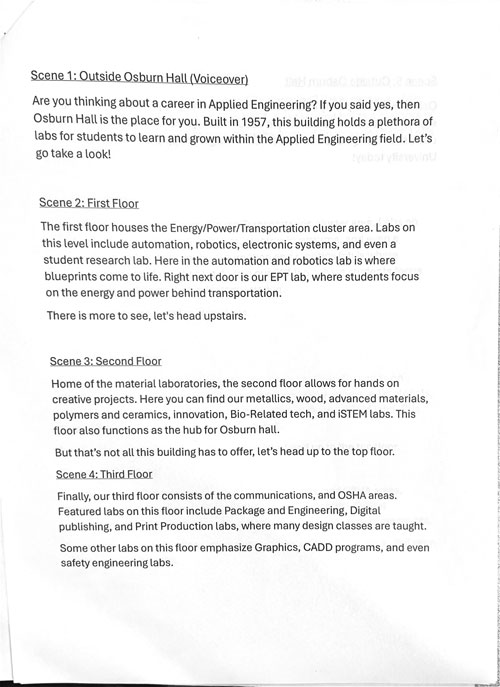 Scene 1: Outside Osburn Hall (Voiceover)
Are you thinking about a career in Applied Engineering? If you said yes, then
Osburn Hall is the place for you. Built in 1957, this building holds a plethora of
labs for students to learn and grown within the Applied Engineering field. Let's
go take a look!
Scene 2: First Floor
The first floor houses the Energy/Power/Transportation cluster area. Labs on
this level include automation, robotics, electronic systems, and even a
student research lab. Here in the automation and robotics lab is where
blueprints come to life. Right next door is our EPT lab, where students focus
on the energy and power behind transportation.
There is more to see, let's head upstairs.
Scene 3: Second Floor
Home of the material laboratories, the second floor allows for hands on
creative projects. Here you can find our metallics, wood, advanced materials,
polymers and ceramics, innovation, Bio-Related tech, and iSTEM labs. This
floor also functions as the hub for Osburn hall.
But that's not all this building has to offer, let's head up to the top floor.
Scene 4: Third Floor
Finally, our third floor consists of the communications, and OSHA areas.
Featured labs on this floor include Package and Engineering, Digital
publishing, and Print Production labs, where many design classes are taught.
Some other labs on this floor emphasize Graphics, CADD programs, and even
safety engineering labs.